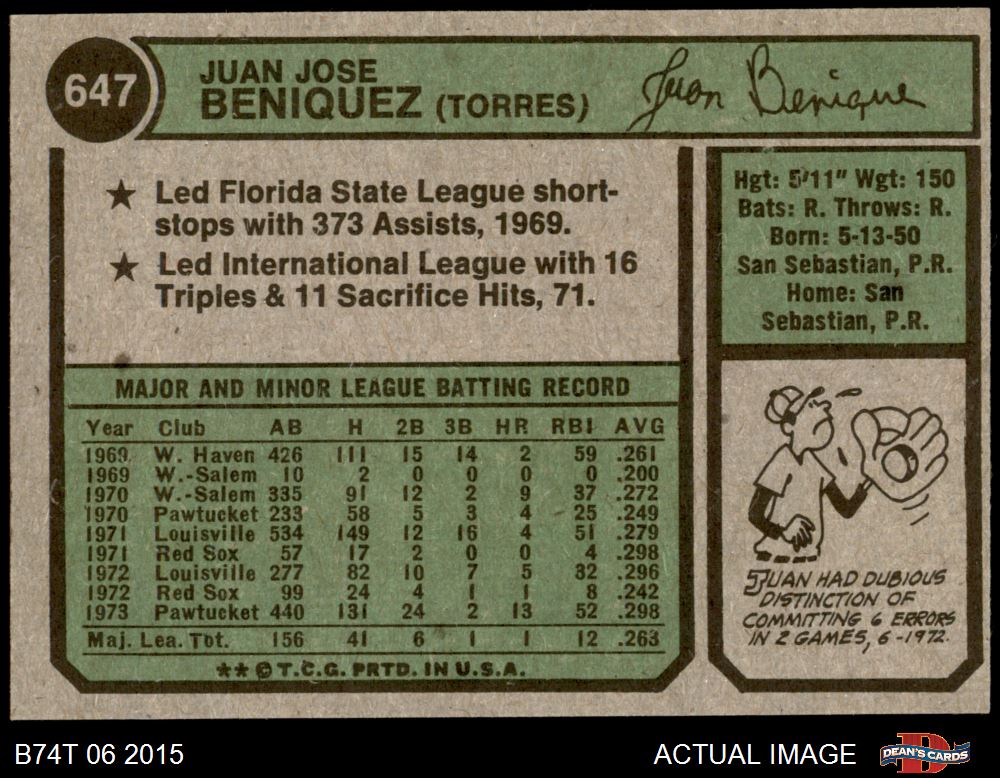 647
JUAN JOSE
BENIQUEZ (TORRES)
Juan Beniquez
★ Led Florida State League short-
stops with 373 Assists, 1969.
★ Led International League with 16
Triples & 11 Sacrifice Hits, 71.
Hgt: 5'11" Wgt: 150
Bats: R. Throws: R.
Born: 5-13-50
San Sebastian, P.R.
Home: San
Sebastian, P.R.
MAJOR AND MINOR LEAGUE BATTING RECORD
Year Club AB H 2B 3B HR RBI AVG
1969 W. Haven 426 111 15 14 2 59 .261
1969 W.-Salem 10 2 0 0 0 0 .200
1970 W.-Salem 335 91 12 2 9 37 .272
1970 Pawtucket 233 58 5 3 4 25 .249
1971 Louisville 534 149 12 16 4 51 .279
1971 Red Sox 57 17 2 0 0 4 .298
1972 Louisville 277 82 10 7 5 32 .296
1972 Red Sox 99 24 4 1 1 8 .242
1973 Pawtucket 440 131 24 2 13 52 .298
Maj. Lea. Tot. 156 41 6 1 1 12 .263
** © T.C.G. PRTD. IN U.S.A.
JUAN HAD DUBIOUS
DISTINCTION OF
COMMITTING 6 ERRORS
IN 2 GAMES, 6-1972.
B74T 06 2015
ACTUAL IMAGE
DEAN'S CARDS